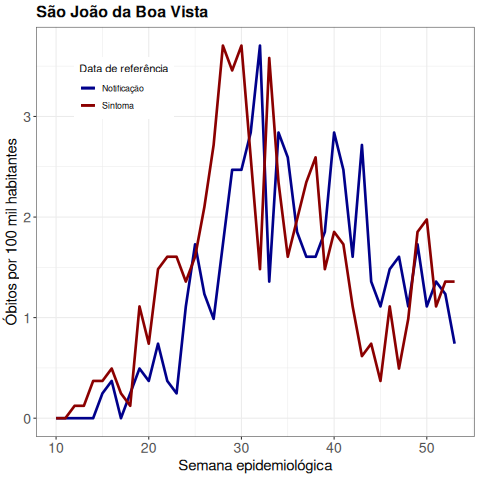 São João da Boa Vista
Data de referência
Notificação
Sintoma
Óbitos por 100 mil habitantes
3
2
1
0
10 20 30 40 50
Semana epidemiológica